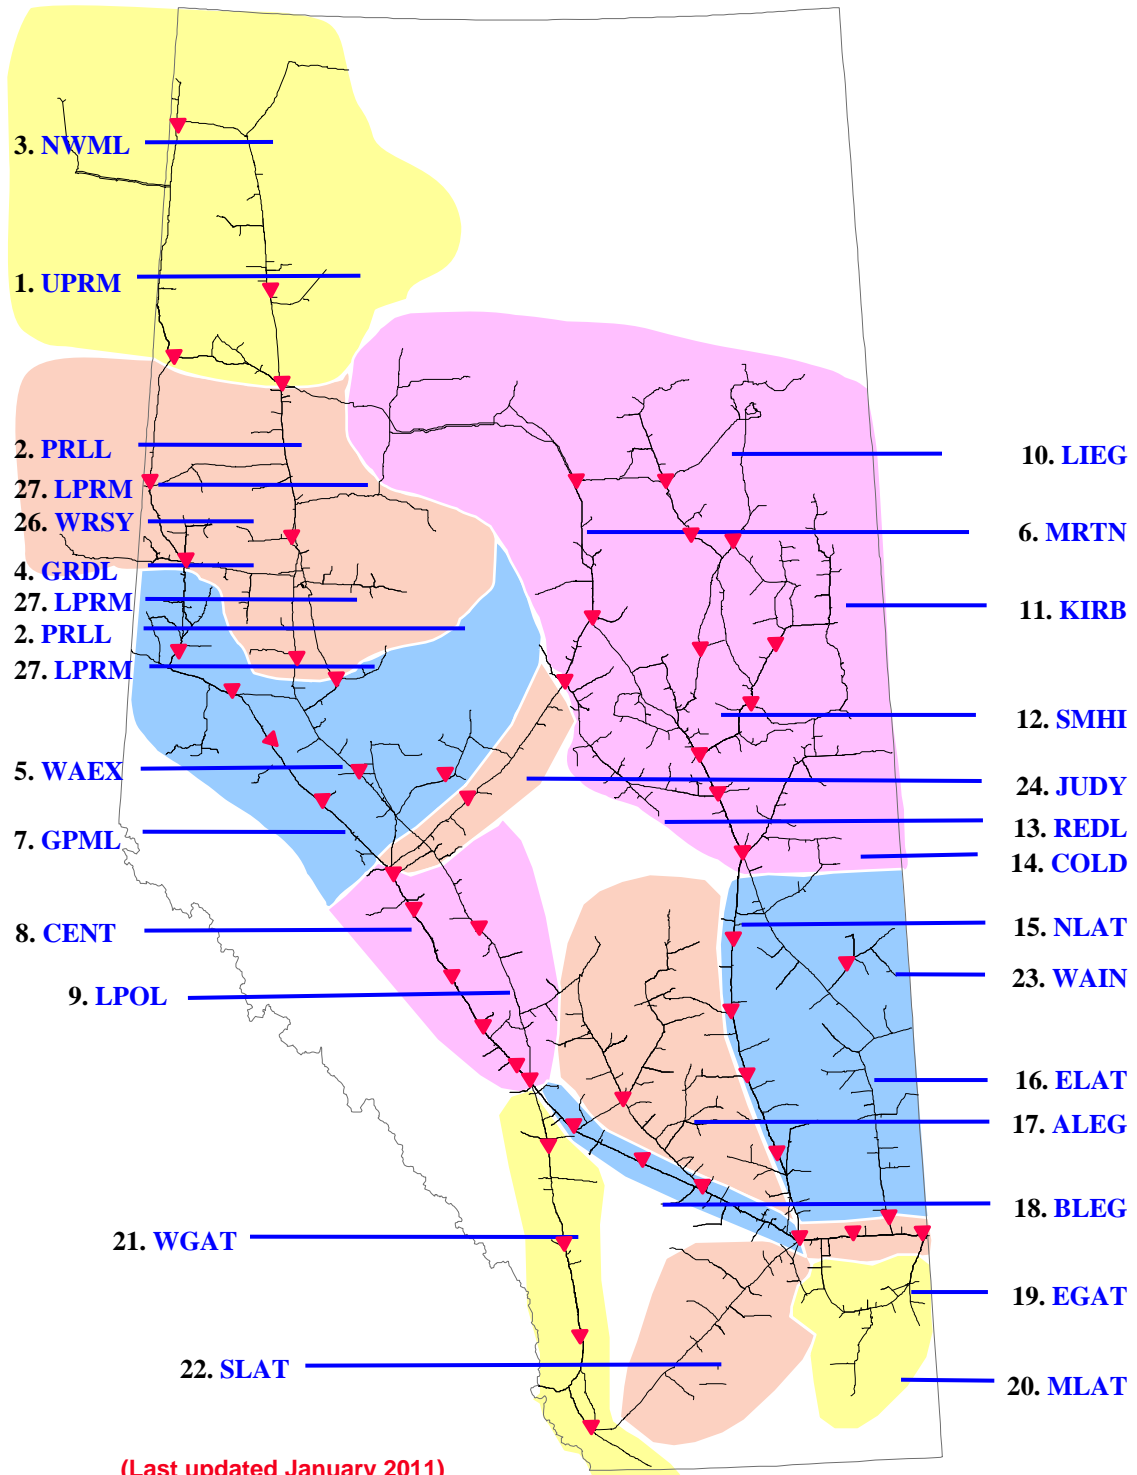 3. NWML
1. UPRM
2. PRLL
27. LPRM
26. WRSY
4. GRDL
27. LPRM
2. PRLL
27. LPRM
5. WAEX
7. GPML
8. CENT
9. LPOL
21. WGAT
22. SLAT
10. LIEG
6. MRTN
11. KIRB
12. SMHI
24. JUDY
13. REDL
14. COLD
15. NLAT
23. WAIN
16. ELAT
17. ALEG
18. BLEG
19. EGAT
20. MLAT
(Last updated January 2011)